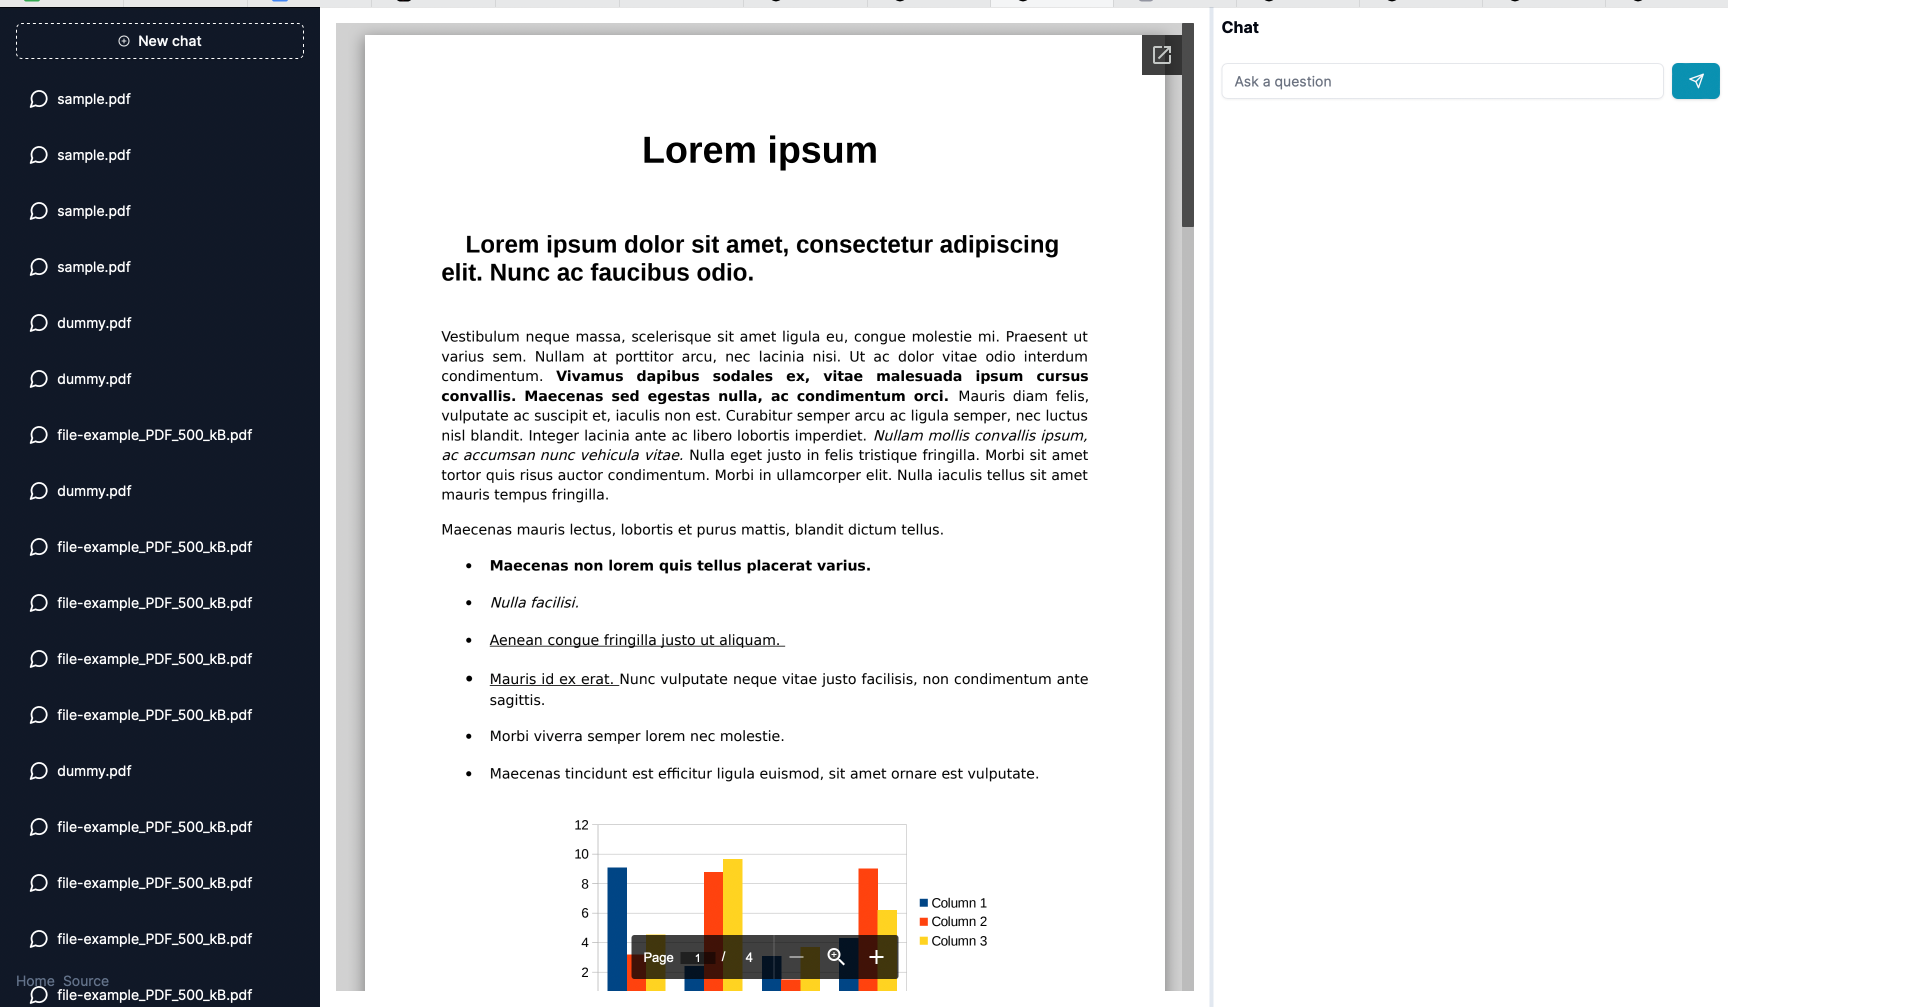 New chat
sample.pdf
sample.pdf
sample.pdf
sample.pdf
dummy.pdf
dummy.pdf
file-example_PDF_500_kB.pdf
dummy.pdf
file-example_PDF_500_kB.pdf
file-example_PDF_500_kB.pdf
file-example_PDF_500_kB.pdf
file-example_PDF_500_kB.pdf
dummy.pdf
file-example_PDF_500_kB.pdf
file-example_PDF_500_kB.pdf
file-example_PDF_500_kB.pdf
Home Source
file-example_PDF_500_kB.pdf
Lorem ipsum
Lorem ipsum dolor sit amet, consectetur adipiscing
elit. Nunc ac faucibus odio.
Vestibulum neque massa, scelerisque sit amet ligula eu, congue molestie mi. Praesent ut
varius sem. Nullam at porttitor arcu, nec lacinia nisi. Ut ac dolor vitae odio interdum
condimentum. Vivamus dapibus sodales ex, vitae malesuada ipsum cursus
convallis. Maecenas sed egestas nulla, ac condimentum orci. Mauris diam felis,
vulputate ac suscipit et, iaculis non est. Curabitur semper arcu ac ligula semper, nec luctus
nisl blandit. Integer lacinia ante ac libero lobortis imperdiet. Nullam mollis convallis ipsum,
ac accumsan nunc vehicula vitae. Nulla eget justo in felis tristique fringilla. Morbi sit amet
tortor quis risus auctor condimentum. Morbi in ullamcorper elit. Nulla iaculis tellus sit amet
mauris tempus fringilla.
Maecenas mauris lectus, lobortis et purus mattis, blandit dictum tellus.
• Maecenas non lorem quis tellus placerat varius.
• Nulla facilisi.
• Aenean congue fringilla justo ut aliquam.
• Mauris id ex erat. Nunc vulputate neque vitae justo facilisis, non condimentum ante
sagittis.
• Morbi viverra semper lorem nec molestie.
• Maecenas tincidunt est efficitur ligula euismod, sit amet ornare est vulputate.
12
10
8
6
4
2
Column 1
Column 2
Column 3
Page 1 / 4
Chat
Ask a question